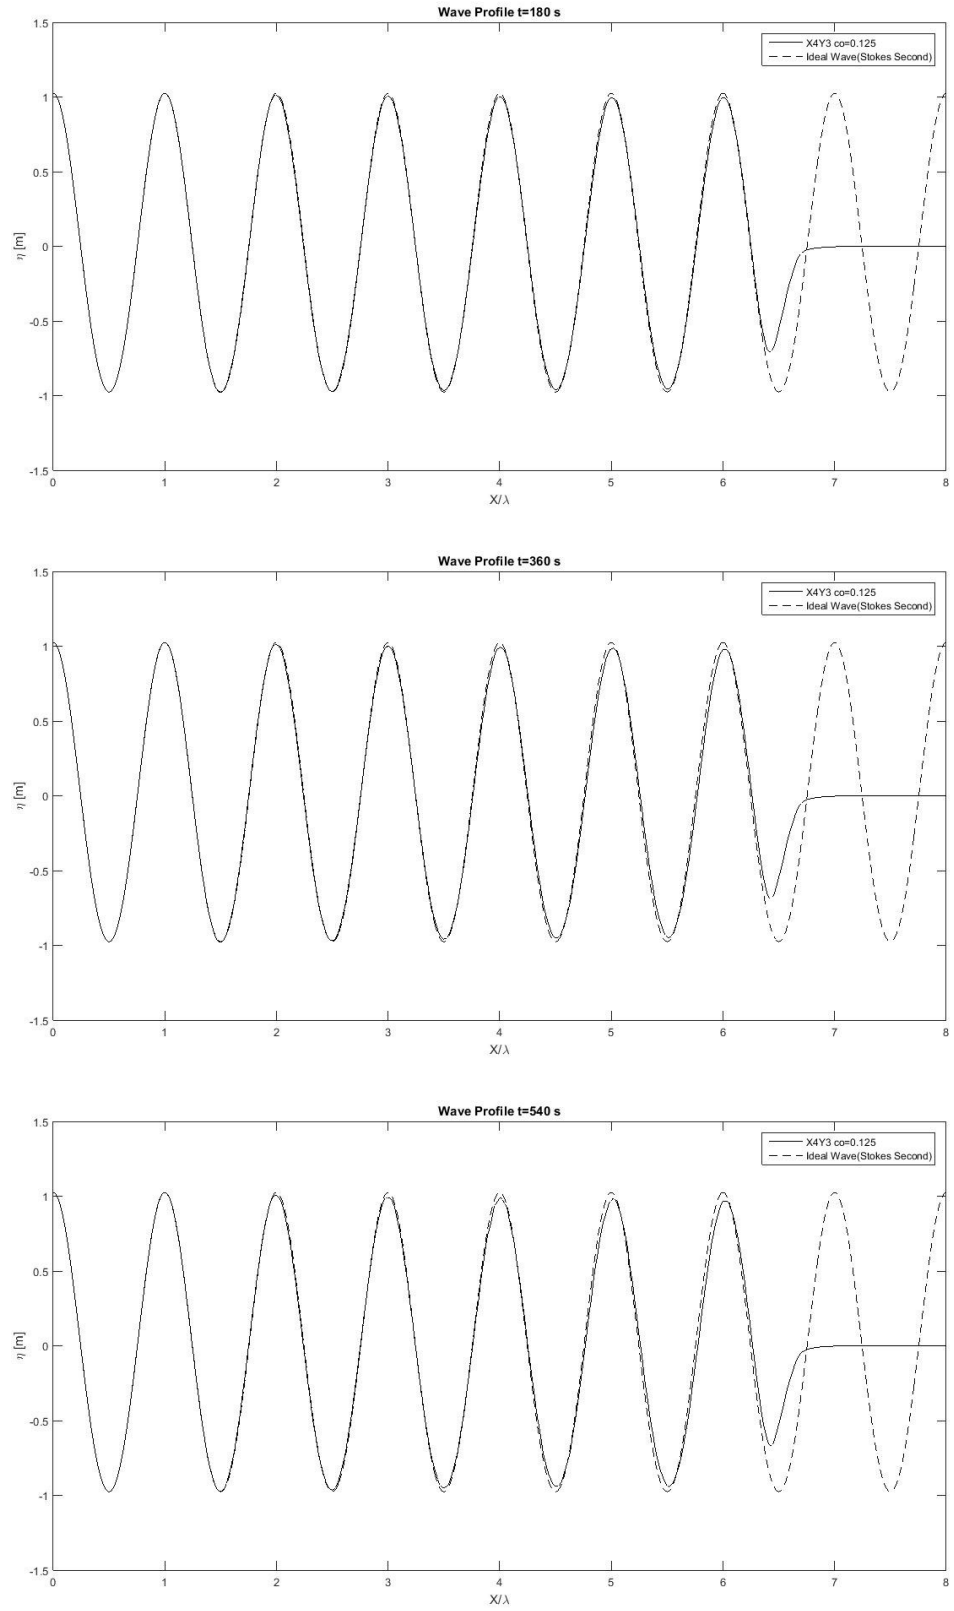 Wave Profile t=180 s
1.5
1
0.5
0
-0.5
-1
-1.5
η [m]
X4Y3 co=0.125
Ideal Wave(Stokes Second)
0 1 2 3 4 5 6 7 8
X/λ
Wave Profile t=360 s
1.5
1
0.5
0
-0.5
-1
-1.5
η [m]
X4Y3 co=0.125
Ideal Wave(Stokes Second)
0 1 2 3 4 5 6 7 8
X/λ
Wave Profile t=540 s
1.5
1
0.5
0
-0.5
-1
-1.5
η [m]
X4Y3 co=0.125
Ideal Wave(Stokes Second)
0 1 2 3 4 5 6 7 8
X/λ